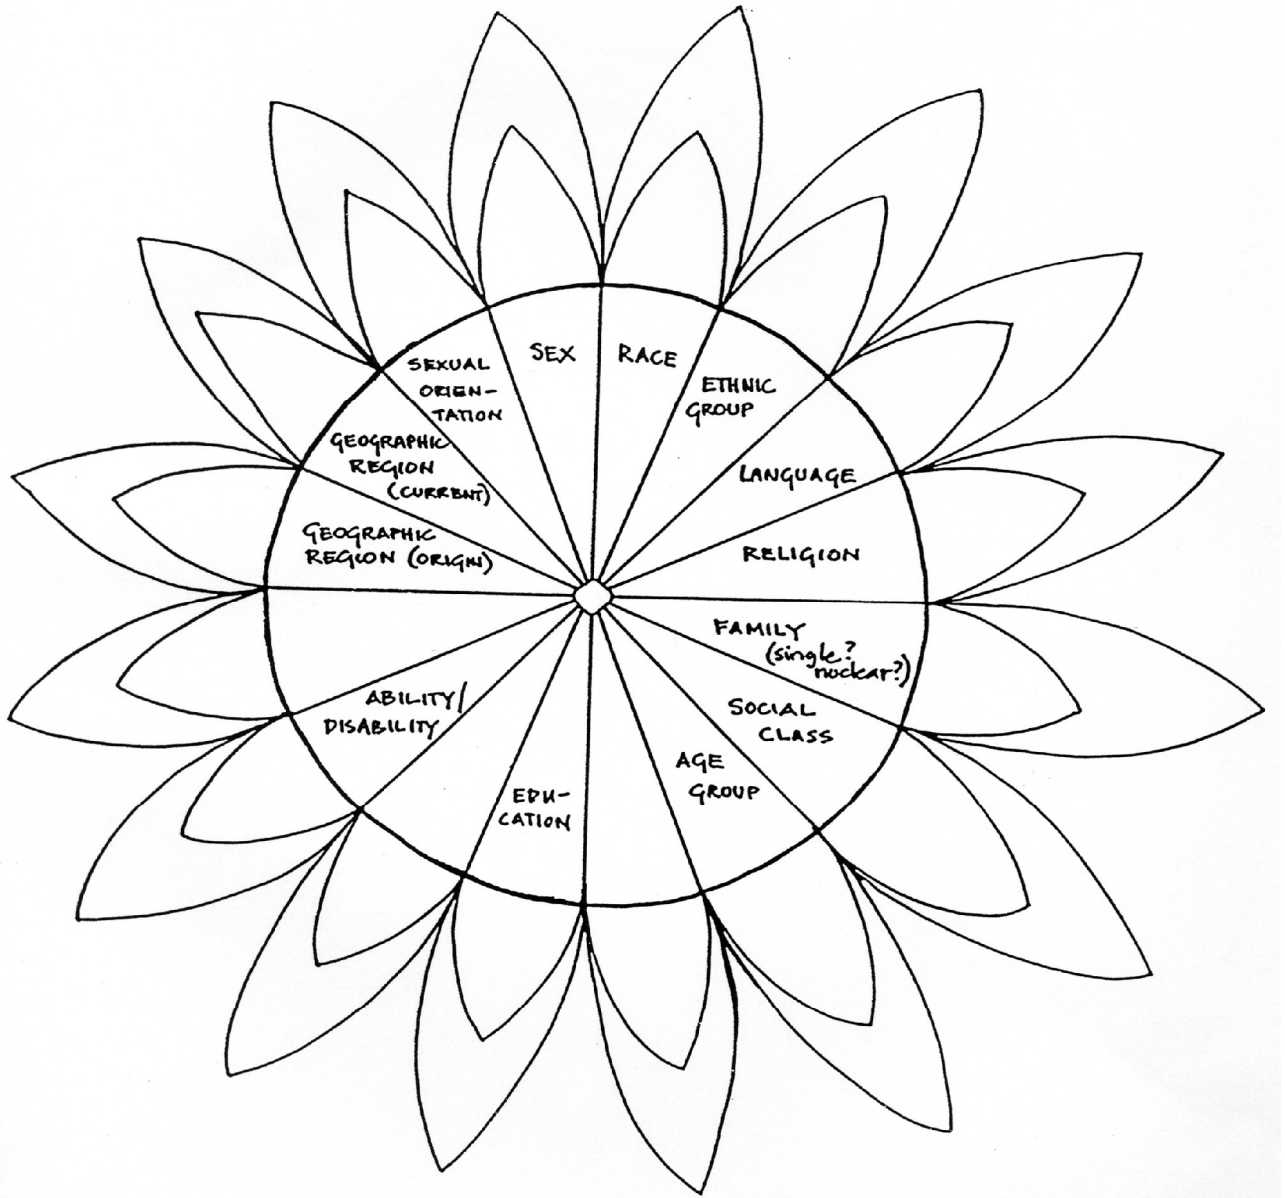 SEX
RACE
ETHNIC
GROUP
LANGUAGE
RELIGION
FAMILY
(single?
nuclear?)
SOCIAL
CLASS
AGE
GROUP
EDU-
CATION
ABILITY/
DISABILITY
GEOGRAPHIC
REGION (ORIGIN)
GEOGRAPHIC
REGION
(CURRENT)
SEXUAL
ORIEN-
TATION